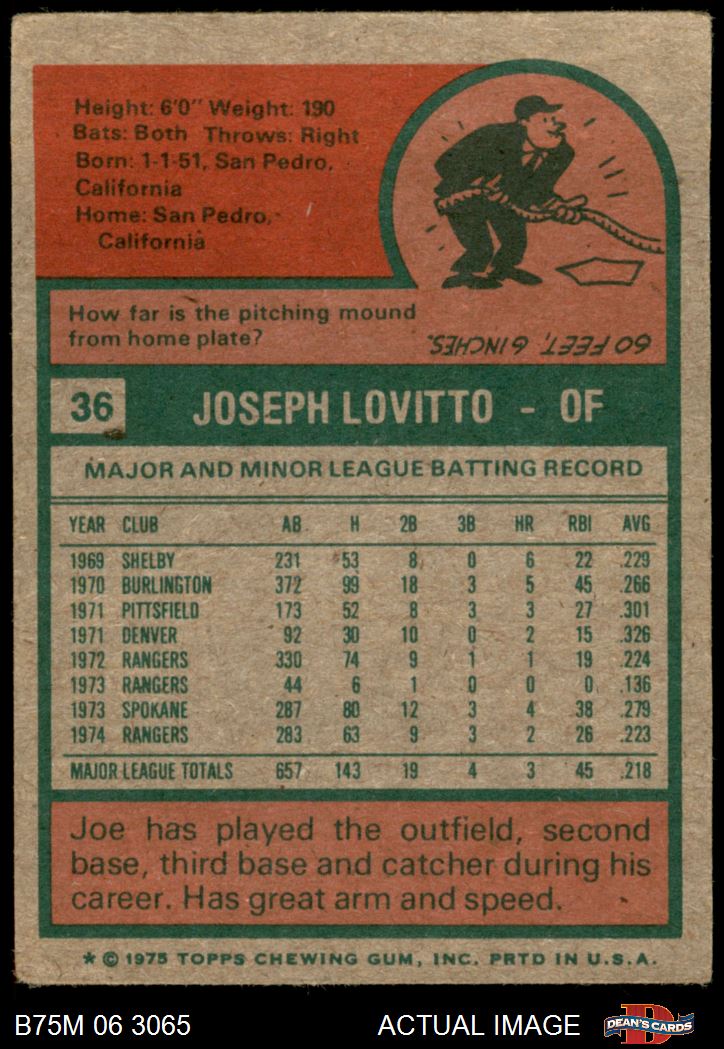 Height: 6'0" Weight: 190
Bats: Both Throws: Right
Born: 1-1-51, San Pedro,
California
Home: San Pedro,
California
How far is the pitching mound
from home plate?
60 FEET, 6 INCHES.
36 JOSEPH LOVITTO - OF
MAJOR AND MINOR LEAGUE BATTING RECORD
YEAR CLUB AB H 2B 3B HR RBI AVG
1969 SHELBY 231 53 8 0 6 22 .229
1970 BURLINGTON 372 99 18 3 5 45 .266
1971 PITTSFIELD 173 52 8 3 3 27 .301
1971 DENVER 92 30 10 0 2 15 .326
1972 RANGERS 330 74 9 1 1 19 .224
1973 RANGERS 44 6 1 0 0 0 .136
1973 SPOKANE 287 80 12 3 4 38 .279
1974 RANGERS 283 63 9 3 2 26 .223
MAJOR LEAGUE TOTALS 657 143 19 4 3 45 .218
Joe has played the outfield, second
base, third base and catcher during his
career. Has great arm and speed.
* © 1975 TOPPS CHEWING GUM, INC. PRTD IN U.S.A.
B75M 06 3065 ACTUAL IMAGE D DEAN'S CARDS